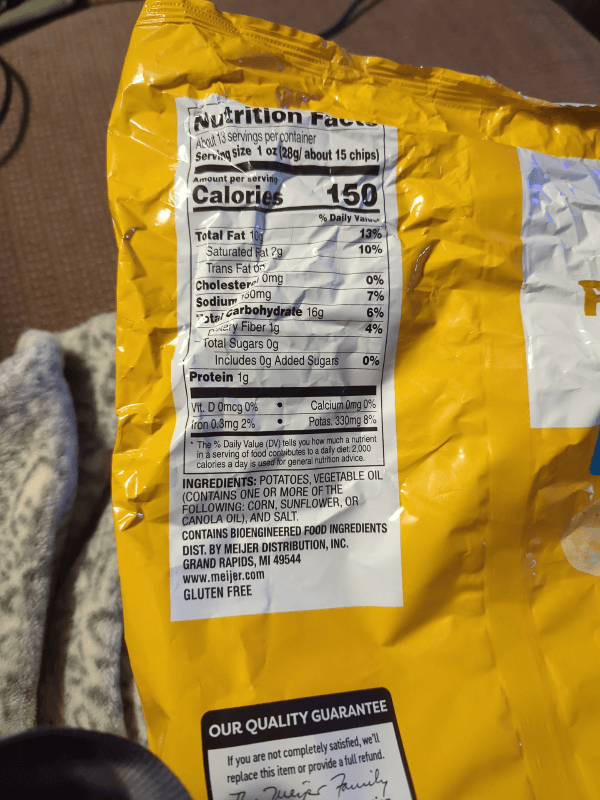 Nutrition Facts
About 13 servings per container
Serving size 1 oz (28g/ about 15 chips)
Amount per serving
Calories 150
% Daily Value*
Total Fat 10g 13%
Saturated Fat 2g 10%
Trans Fat 0g
Cholesterol 0mg 0%
Sodium 150mg 7%
Total Carbohydrate 16g 6%
Dietary Fiber 1g 4%
Total Sugars 0g
Includes 0g Added Sugars 0%
Protein 1g
Vit. D 0mcg 0% • Calcium 0mg 0%
Iron 0.3mg 2% • Potas. 330mg 8%
* The % Daily Value (DV) tells you how much a nutrient
in a serving of food contributes to a daily diet. 2,000
calories a day is used for general nutrition advice.
INGREDIENTS: POTATOES, VEGETABLE OIL
(CONTAINS ONE OR MORE OF THE
FOLLOWING: CORN, SUNFLOWER, OR
CANOLA OIL), AND SALT.
CONTAINS BIOENGINEERED FOOD INGREDIENTS
DIST. BY MEIJER DISTRIBUTION, INC.
GRAND RAPIDS, MI 49544
www.meijer.com
GLUTEN FREE
OUR QUALITY GUARANTEE
If you are not completely satisfied, we'll
replace this item or provide a full refund.
The Meijer Family